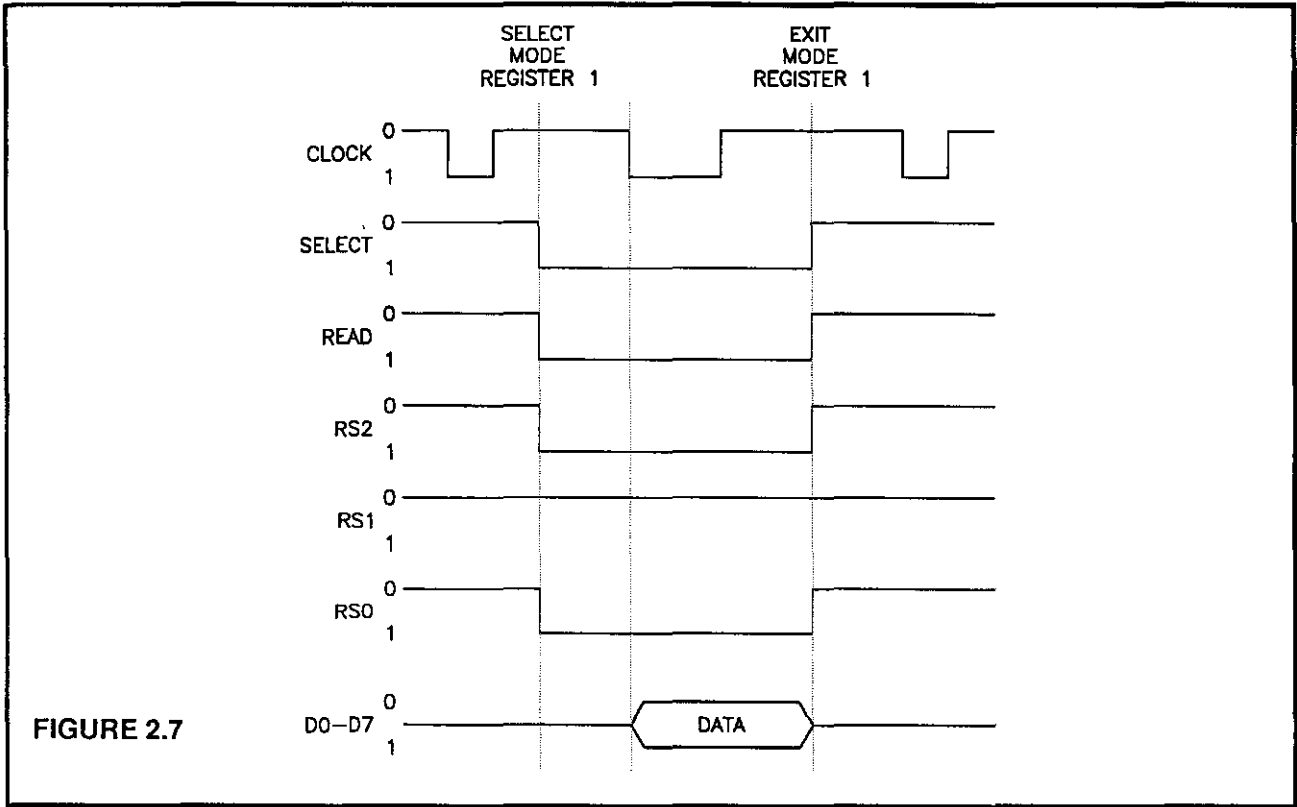 SELECT
MODE
REGISTER 1
EXIT
MODE
REGISTER 1
0
CLOCK
1
0
SELECT
1
0
READ
1
0
RS2
1
0
RS1
1
0
RS0
1
0
D0-D7
1
DATA
FIGURE 2.7